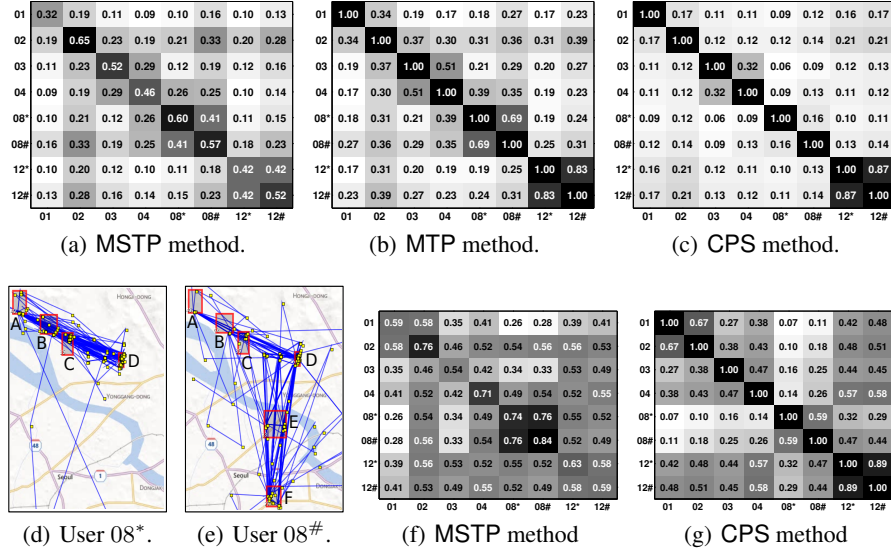 01 0.32 0.19 0.11 0.09 0.10 0.16 0.10 0.13
02 0.16 0.65 0.23 0.19 0.21 0.33 0.20 0.28
03 0.11 0.23 0.52 0.29 0.12 0.19 0.12 0.16
04 0.09 0.19 0.29 0.46 0.26 0.25 0.10 0.14
08* 0.10 0.21 0.12 0.26 0.60 0.41 0.11 0.15
08# 0.16 0.33 0.19 0.25 0.41 0.57 0.18 0.23
12* 0.10 0.20 0.12 0.10 0.11 0.18 0.42 0.42
12# 0.13 0.28 0.16 0.14 0.15 0.23 0.42 0.52
01 02 03 04 08* 08# 12* 12#
(a) MSTP method.
01 1.00 0.34 0.19 0.17 0.18 0.27 0.17 0.23
02 0.34 1.00 0.37 0.30 0.31 0.36 0.31 0.39
03 0.19 0.37 1.00 0.51 0.21 0.29 0.20 0.27
04 0.17 0.30 0.51 1.00 0.39 0.35 0.19 0.23
08* 0.18 0.31 0.21 0.39 1.00 0.69 0.19 0.24
08# 0.27 0.36 0.29 0.35 0.69 1.00 0.25 0.31
12* 0.17 0.31 0.20 0.19 0.19 0.25 1.00 0.83
12# 0.23 0.39 0.27 0.23 0.24 0.31 0.83 1.00
01 02 03 04 08* 08# 12* 12#
(b) MTP method.
01 1.00 0.17 0.11 0.11 0.09 0.12 0.16 0.17
02 0.17 1.00 0.12 0.12 0.12 0.14 0.21 0.21
03 0.11 0.12 1.00 0.32 0.06 0.09 0.13 0.12
04 0.11 0.12 0.32 1.00 0.09 0.13 0.11 0.12
08* 0.09 0.12 0.06 0.09 1.00 0.16 0.10 0.11
08# 0.12 0.14 0.09 0.13 0.16 1.00 0.13 0.14
12* 0.16 0.21 0.13 0.11 0.10 0.13 1.00 0.87
12# 0.17 0.21 0.12 0.12 0.11 0.14 0.87 1.00
01 02 03 04 08* 08# 12* 12#
(c) CPS method.
HONGJE-DONG
A
B
C
D
YONGGANG-DONG
48
Seoul
1
(d) User 08*.
HONGJE-DONG
A
B
C
D
YONGGANG-DONG
E
48
Seoul
F
(e) User 08#.
01 0.59 0.58 0.35 0.41 0.26 0.28 0.39 0.41
02 0.58 0.76 0.46 0.52 0.54 0.56 0.56 0.53
03 0.35 0.46 0.54 0.42 0.34 0.33 0.53 0.49
04 0.41 0.52 0.42 0.71 0.49 0.54 0.52 0.55
08* 0.26 0.54 0.34 0.49 0.74 0.76 0.55 0.52
08# 0.28 0.56 0.33 0.54 0.76 0.84 0.52 0.49
12* 0.39 0.56 0.53 0.52 0.55 0.52 0.63 0.58
12# 0.41 0.53 0.49 0.55 0.52 0.49 0.58 0.59
01 02 03 04 08* 08# 12* 12#
(f) MSTP method
01 1.00 0.67 0.27 0.38 0.07 0.11 0.42 0.48
02 0.67 1.00 0.38 0.43 0.10 0.18 0.48 0.51
03 0.27 0.38 1.00 0.47 0.16 0.25 0.44 0.45
04 0.38 0.43 0.47 1.00 0.14 0.26 0.57 0.58
08* 0.07 0.10 0.16 0.14 1.00 0.59 0.32 0.29
08# 0.11 0.18 0.25 0.26 0.59 1.00 0.47 0.44
12* 0.42 0.48 0.44 0.57 0.32 0.47 1.00 0.89
12# 0.48 0.51 0.45 0.58 0.29 0.44 0.89 1.00
01 02 03 04 08* 08# 12* 12#
(g) CPS method